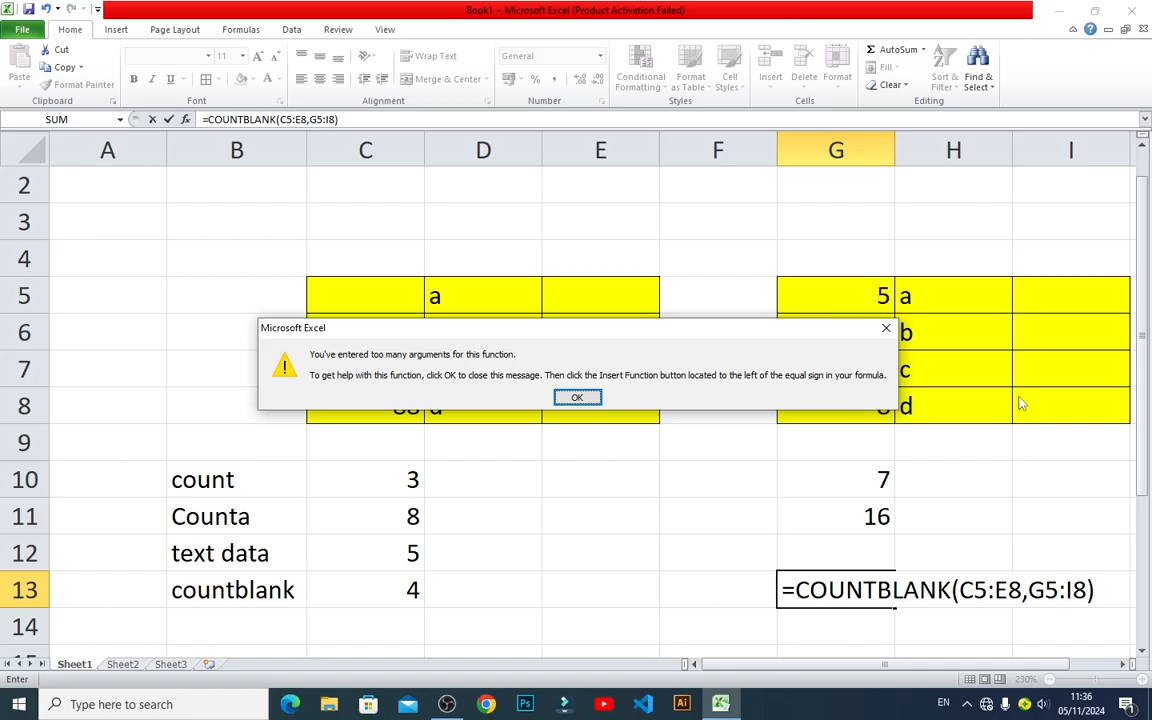 Book1 - Microsoft Excel (Product Activation Failed)
File Home Insert Page Layout Formulas Data Review View
Paste Cut Copy Format Painter Clipboard
11 B I U Font
Wrap Text Merge & Center Alignment
General % , Number
Conditional Formatting Format as Table Cell Styles Styles
Insert Delete Format Cells
AutoSum Fill Clear Sort & Filter Find & Select Editing
SUM fx =COUNTBLANK(C5:E8,G5:I8)
A B C D E F G H I
2
3
4
5 a 5 a
6 b
7 c
8 d
9
10 count 3 7
11 Counta 8 16
12 text data 5
13 countblank 4 =COUNTBLANK(C5:E8,G5:I8)
14
Microsoft Excel
You've entered too many arguments for this function.
To get help with this function, click OK to close this message. Then click the Insert Function button located to the left of the equal sign in your formula.
OK
Sheet1 Sheet2 Sheet3
Enter 230%
Type here to search Ps Ai EN 11:36
05/11/2024